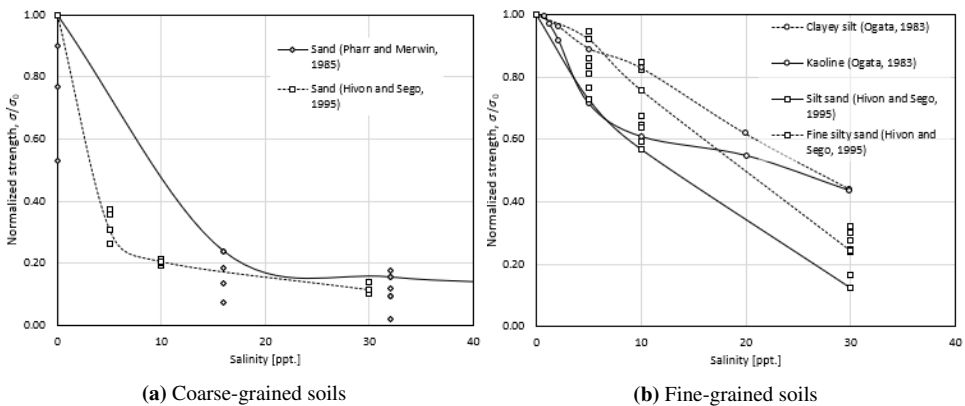 1.00
0.80
0.60
0.40
0.20
0.00
Normalized strength, σ/σ0
0
10
20
30
40
Salinity [ppt.]
Sand (Pharr and Merwin,
1985)
Sand (Hivon and Sego,
1995)
(a) Coarse-grained soils
1.00
0.80
0.60
0.40
0.20
0.00
Normalized strength, σ/σ0
0
10
20
30
40
Salinity [ppt.]
Clayey silt (Ogata, 1983)
Kaoline (Ogata, 1983)
Silt sand (Hivon and Sego,
1995)
Fine silty sand (Hivon and
Sego, 1995)
(b) Fine-grained soils